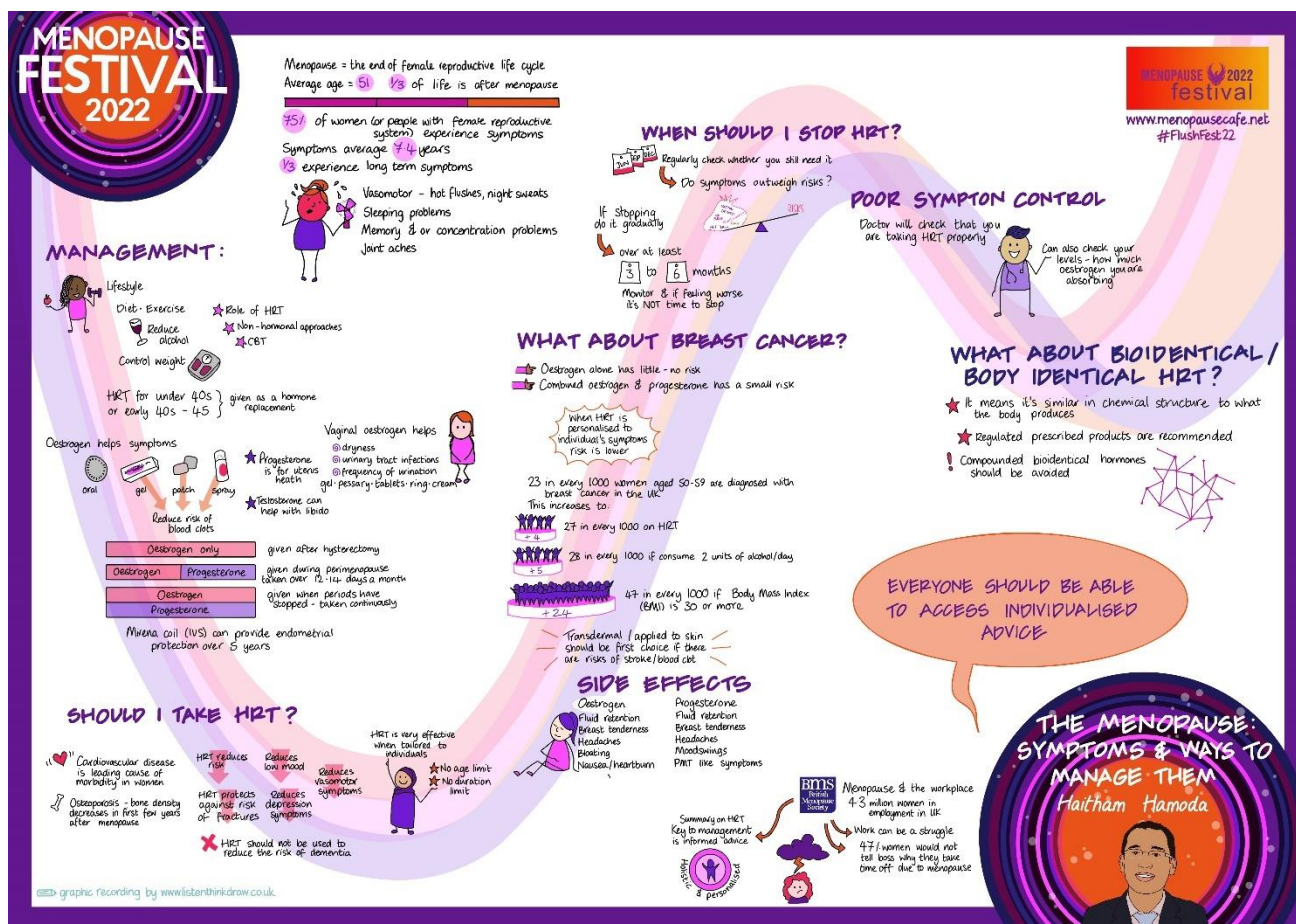 MENOPAUSE
FESTIVAL
2022
Menopause = the end of female reproductive life cycle
Average age = 51 1/3 of life is after menopause
75% of women (or people with female reproductive
system) experience symptoms
Symptoms average 7.4 years
1/3 experience long term symptoms
Vasomotor - hot flushes, night sweats
Sleeping problems
Memory & or concentration problems
Joint aches
MANAGEMENT:
Lifestyle
Diet · Exercise
Reduce
alcohol
Control weight
Role of HRT
Non-hormonal approaches
CBT
HRT for under 40s
or early 40s - 45
given as a hormone
replacement
Oestrogen helps symptoms
oral
gel
patch
spray
Reduce risk of
blood clots
Progesterone
is for uterus
heath
Testosterone can
help with libido
Vaginal oestrogen helps
dryness
urinary tract infections
frequency of urination
gel · pessary · tablets · ring · cream
Oestrogen only
given after hysterectomy
Oestrogen Progesterone
given during perimenopause
taken over 12-14 days a month
Oestrogen
Progesterone
given when periods have
stopped - taken continuously
Mirena coil (IUS) can provide endometrial
protection over 5 years
SHOULD I TAKE HRT?
Cardiovascular disease
is leading cause of
morbidity in women
Osteoporosis - bone density
decreases in first few years
after menopause
HRT reduces
risk
HRT protects
against risk
of fractures
Reduces
low mood
Reduces
depression
symptoms
Reduces
vasomotor
symptoms
HRT should not be used to
reduce the risk of dementia
HRT is very effective
when tailored to
individuals
No age limit
No duration
limit
WHEN SHOULD I STOP HRT?
JUN SEP DEC
Regularly check whether you still need it
Do symptoms outweigh risks?
RISKS
If stopping
do it gradually
over at least
3 to 6 months
Monitor & if feeling worse
it's NOT time to stop
WHAT ABOUT BREAST CANCER?
Oestrogen alone has little - no risk
Combined oestrogen & progesterone has a small risk
When HRT is
personalised to
individual's symptoms
risk is lower
23 in every 1000 women aged 50-59 are diagnosed with
breast cancer in the UK
This increases to:
+4
27 in every 1000 on HRT
+5
28 in every 1000 if consume 2 units of alcohol/day
+24
47 in every 1000 if Body Mass Index
(BMI) is 30 or more
Transdermal / applied to skin
should be first choice if there
are risks of stroke/blood clot
SIDE EFFECTS
Oestrogen
Fluid retention
Breast tenderness
Headaches
Bloating
Nausea/heartburn
Progesterone
Fluid retention
Breast tenderness
Headaches
Moodswings
PMT like symptoms
BMS
British
Menopause
Society
Menopause & the workplace
4.3 million women in
employment in UK
Work can be a struggle
47% women would not
tell boss why they take
time off due to menopause
Summary on HRT
Key to management
is informed advice
Holistic
& personalised
MENOPAUSE 2022
festival
www.menopausecafe.net
#FlushFest22
POOR SYMPTON CONTROL
Doctor will check that you
are taking HRT properly
Can also check your
levels - how much
oestrogen you are
absorbing
WHAT ABOUT BIOIDENTICAL/
BODY IDENTICAL HRT?
It means it's similar in chemical structure to what
the body produces
Regulated prescribed products are recommended
! Compounded bioidentical hormones
should be avoided
EVERYONE SHOULD BE ABLE
TO ACCESS INDIVIDUALISED
ADVICE
THE MENOPAUSE:
SYMPTOMS & WAYS TO
MANAGE THEM
Haitham Hamoda
graphic recording by www.listenthinkdraw.co.uk